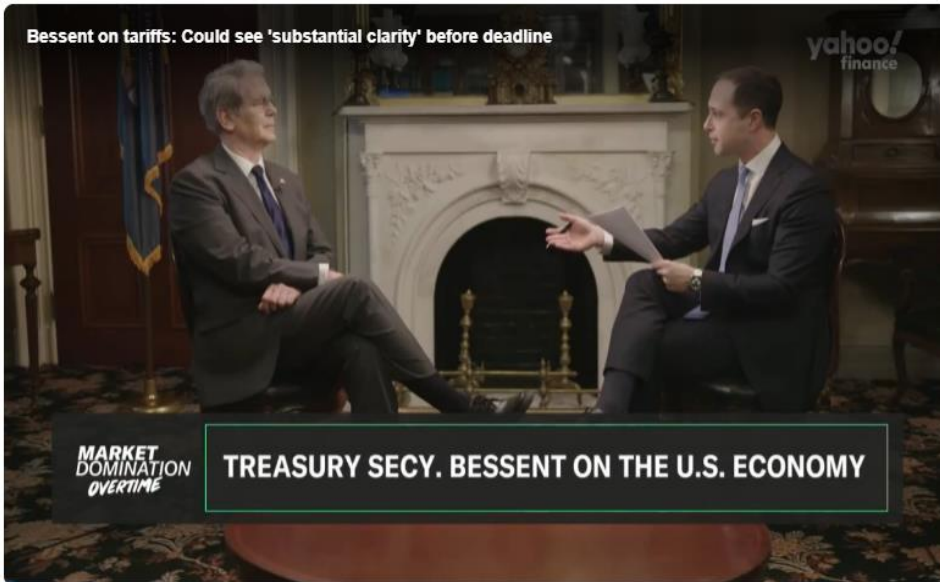 Bessent on tariffs: Could see 'substantial clarity' before deadline
yahoo!
finance
MARKET
DOMINATION
OVERTIME
TREASURY SECY. BESSENT ON THE U.S. ECONOMY